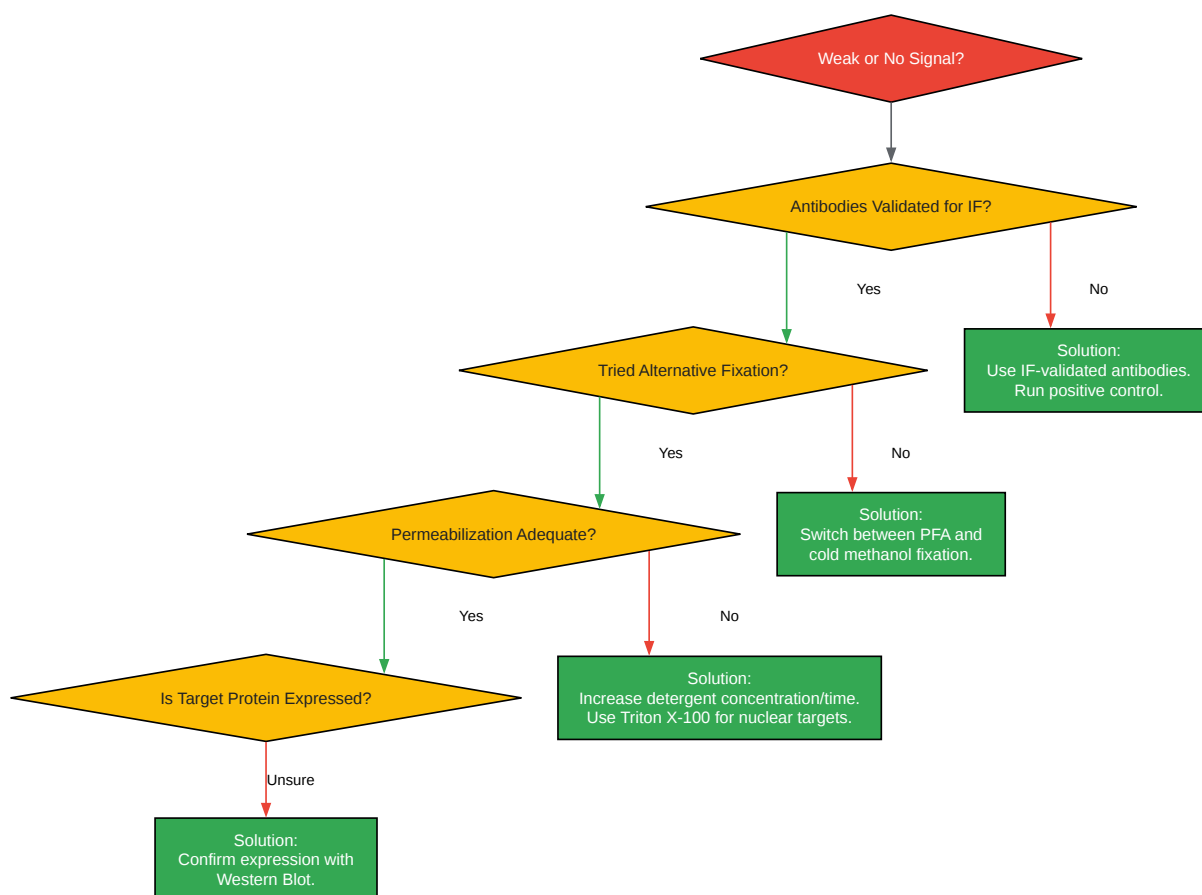 Weak or No Signal?
Antibodies Validated for IF?
Yes
No
Tried Alternative Fixation?
Solution:
Use IF-validated antibodies.
Run positive control.
Yes
No
Permeabilization Adequate?
Solution:
Switch between PFA and
cold methanol fixation.
Yes
No
Is Target Protein Expressed?
Solution:
Increase detergent concentration/time.
Use Triton X-100 for nuclear targets.
Unsure
Solution:
Confirm expression with
Western Blot.